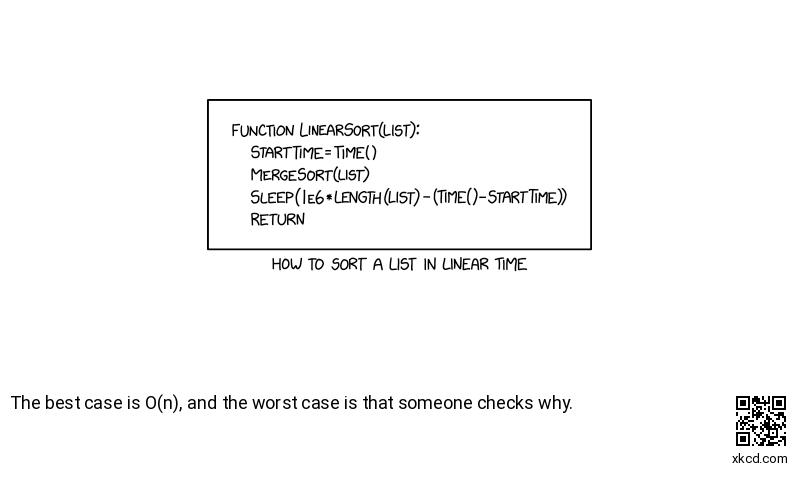 FUNCTION LINEARSORT(LIST):
STARTTIME=TIME()
MERGESORT(LIST)
SLEEP(1E6*LENGTH(LIST)-(TIME()-STARTTIME))
RETURN
HOW TO SORT A LIST IN LINEAR TIME
The best case is O(n), and the worst case is that someone checks why.
xkcd.com